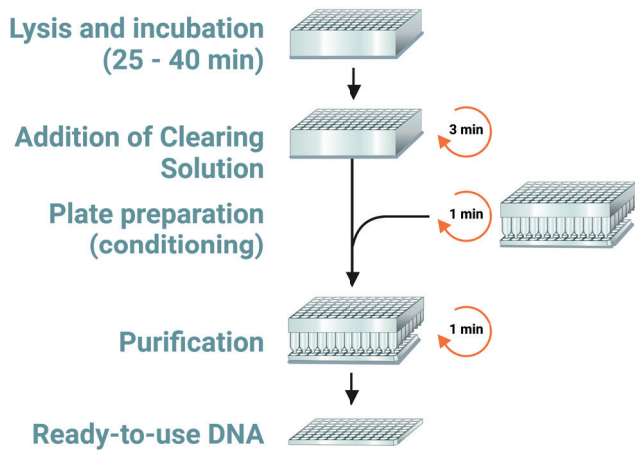 Lysis and incubation
(25 - 40 min)
Addition of Clearing
Solution
3 min
Plate preparation
(conditioning)
1 min
Purification
1 min
Ready-to-use DNA